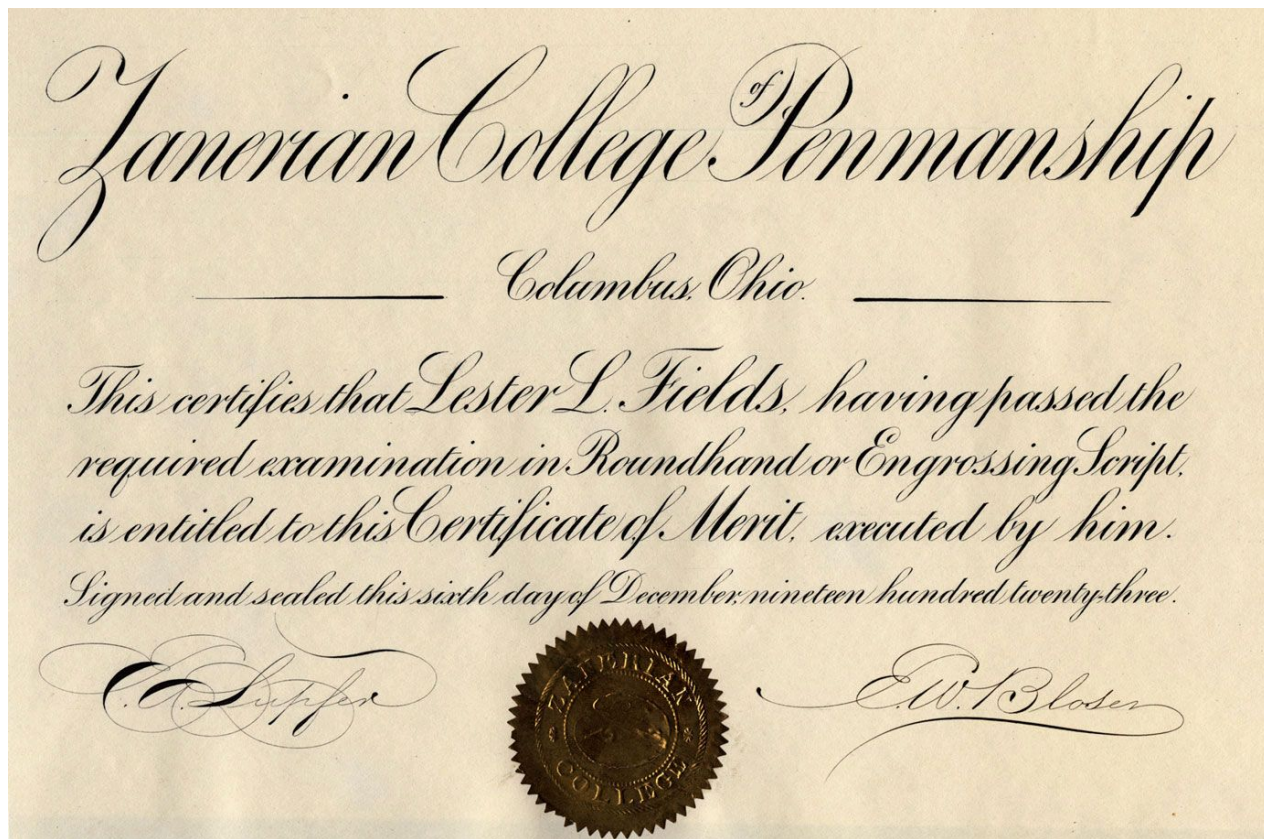 Zanerian College of Penmanship
Columbus, Ohio.
This certifies that Lester L. Fields, having passed the
required examination in Roundhand or Engrossing Script,
is entitled to this Certificate of Merit, executed by him.
Signed and sealed this sixth day of December, nineteen hundred twenty-three.
C. A. Lupfer
ZANERIAN
COLLEGE
E. W. Bloser